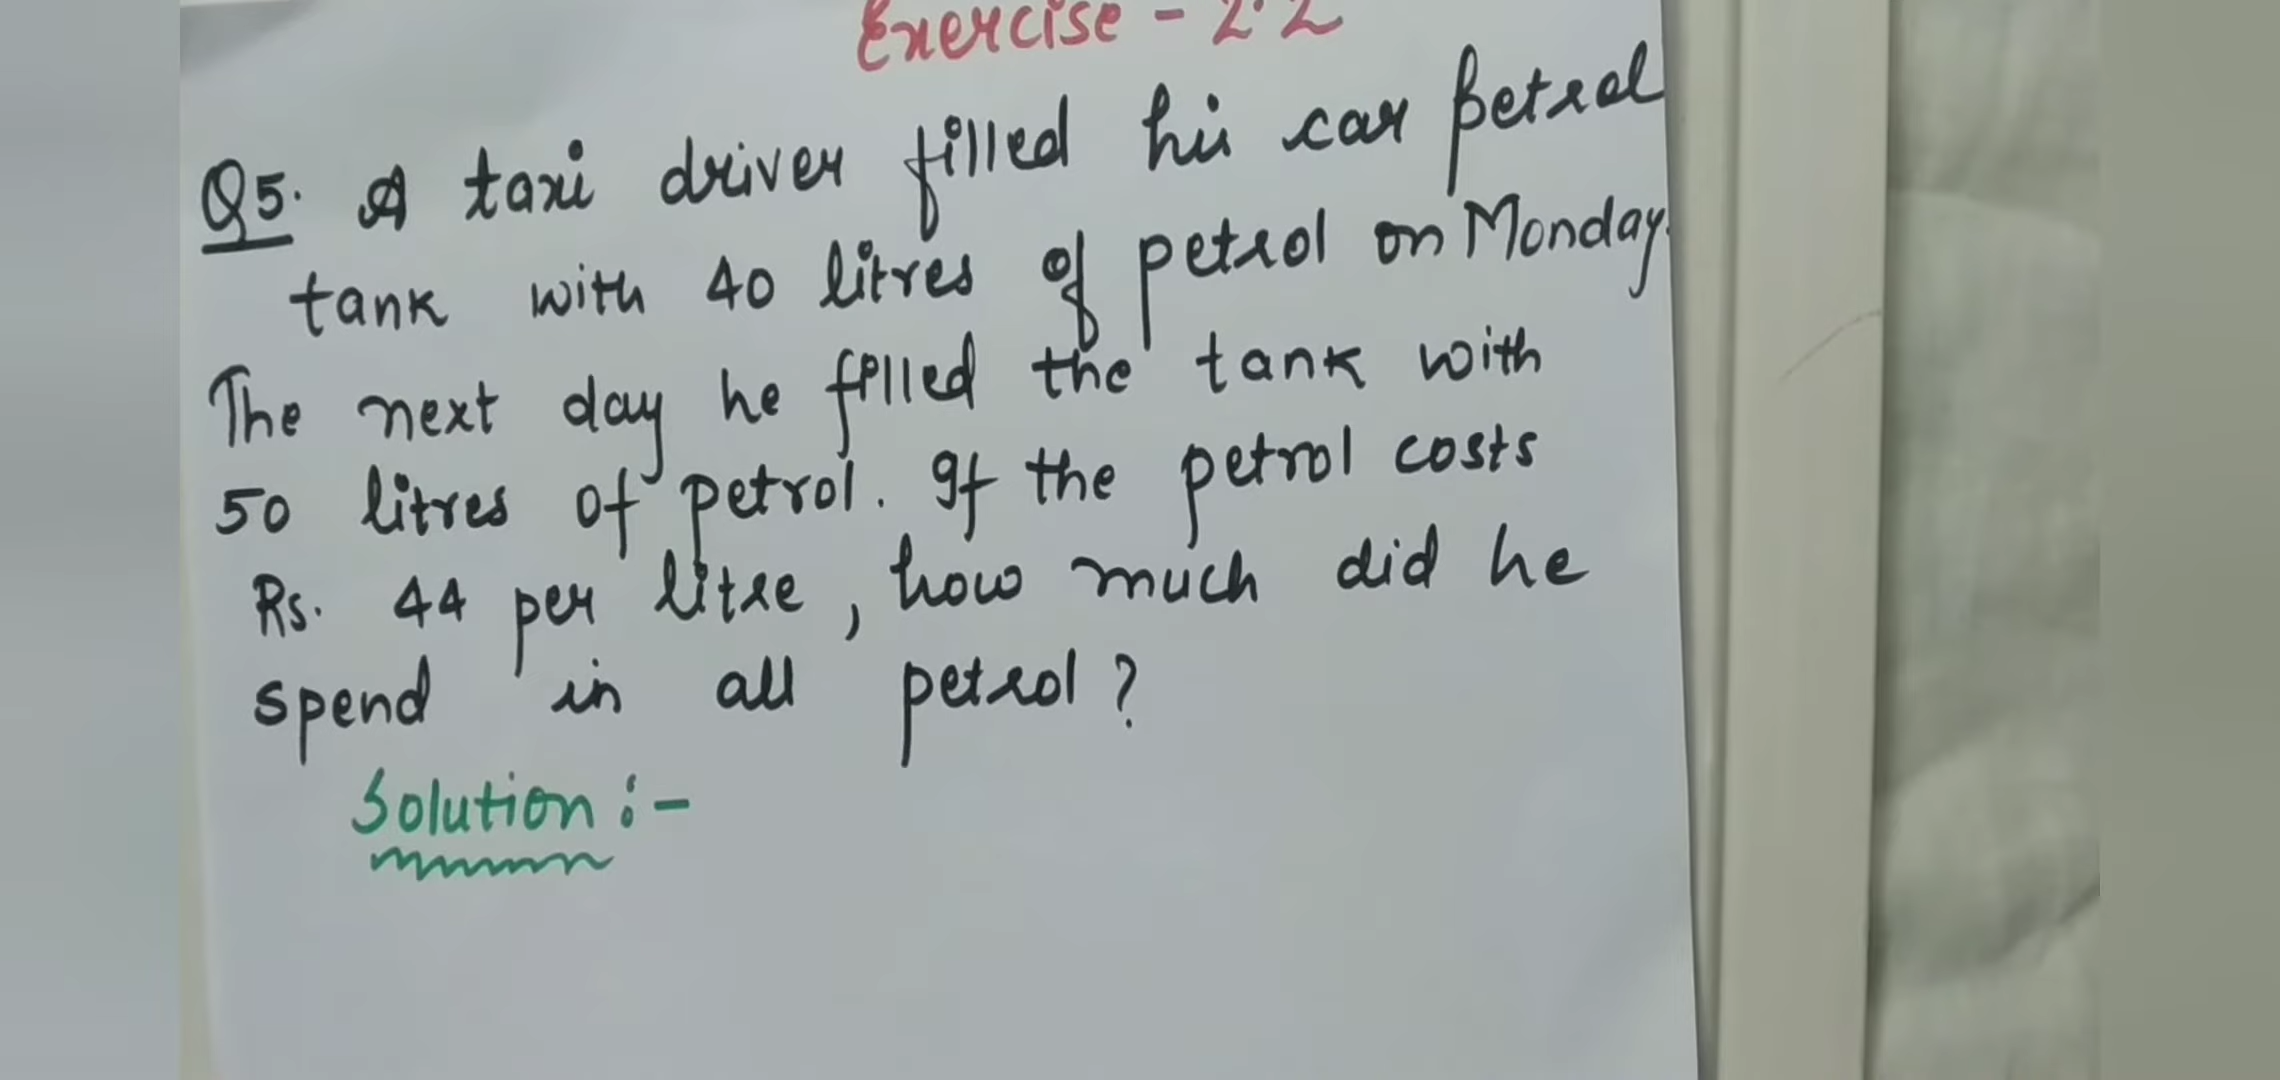 Exercise - 2.2
Q5. A taxi driver filled his car petrol
tank with 40 litres of petrol on Monday.
The next day he filled the tank with
50 litres of petrol. If the petrol costs
Rs. 44 per litre, how much did he
spend in all petrol?
Solution :-